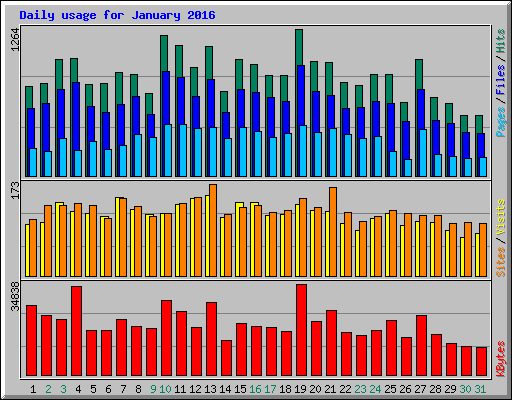 Daily usage for January 2016
1264
173
34838
Pages / Files / Hits
Sites / Visits
KBytes
1 2 3 4 5 6 7 8 9 10 11 12 13 14 15 16 17 18 19 20 21 22 23 24 25 26 27 28 29 30 31